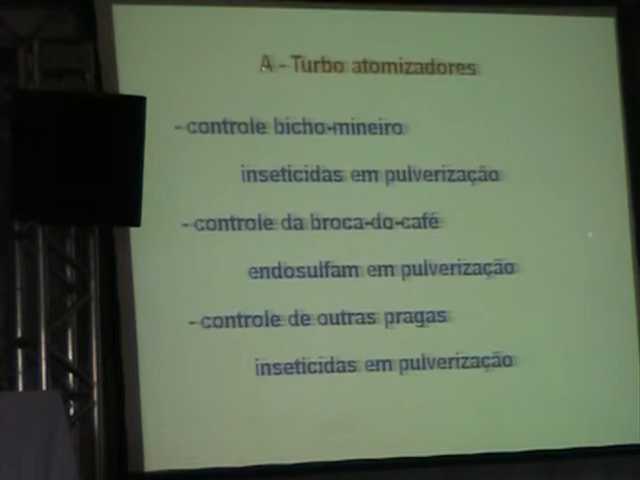 A - Turbo atomizadores
- controle bicho-mineiro
inseticidas em pulverização
- controle da broca-do-café
endosulfam em pulverização
- controle de outras pragas
inseticidas em pulverização